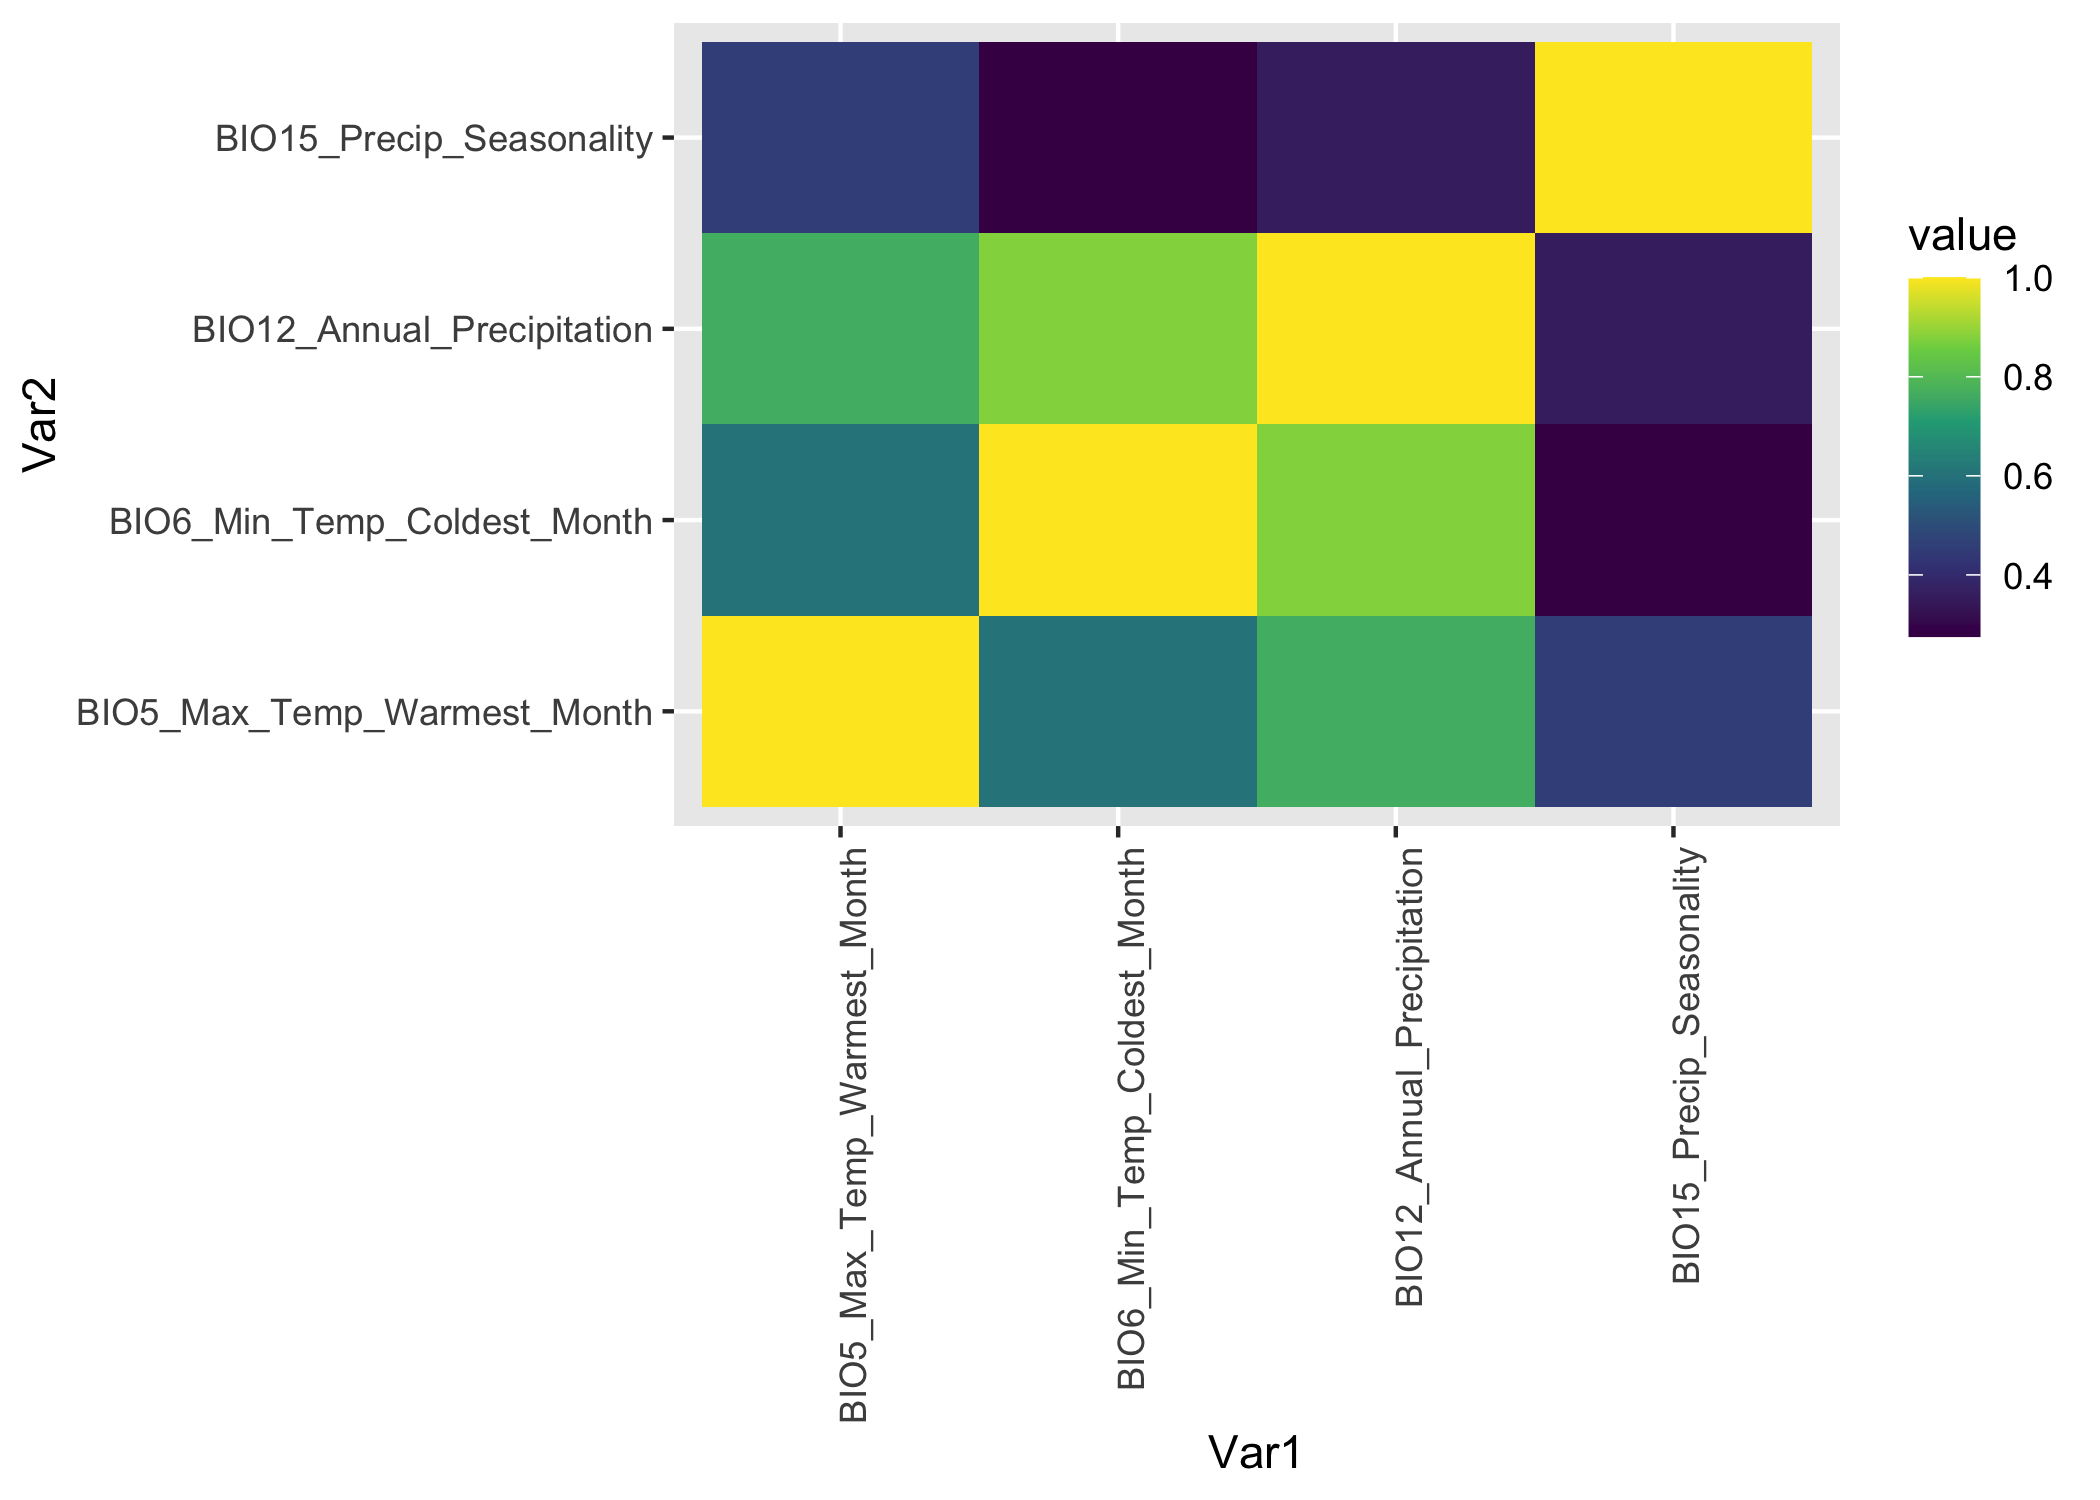 Var2
BIO15_Precip_Seasonality
BIO12_Annual_Precipitation
BIO6_Min_Temp_Coldest_Month
BIO5_Max_Temp_Warmest_Month
BIO5_Max_Temp_Warmest_Month
BIO6_Min_Temp_Coldest_Month
BIO12_Annual_Precipitation
BIO15_Precip_Seasonality
Var1
value
1.0
0.8
0.6
0.4